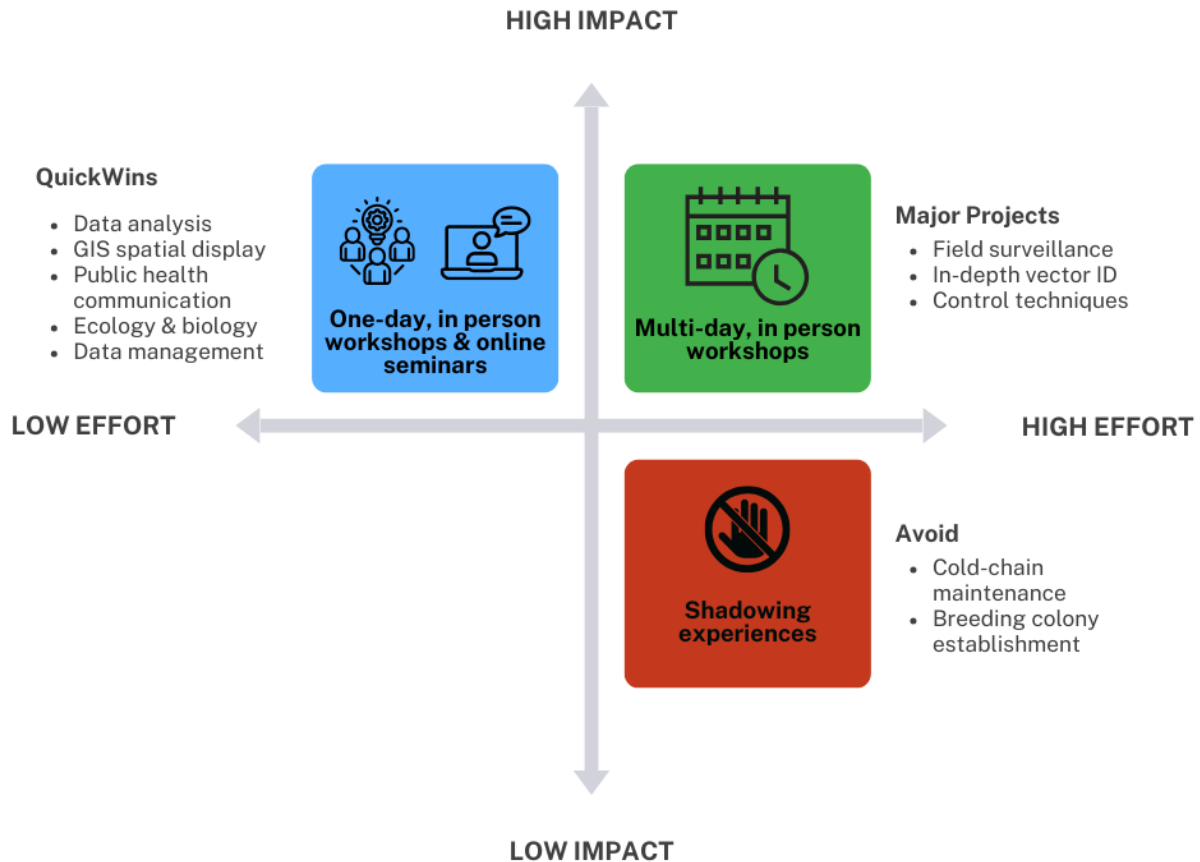 HIGH IMPACT
QuickWins
Data analysis
GIS spatial display
Public health
communication
Ecology & biology
Data management
One-day, in person
workshops & online
seminars
Multi-day, in person
workshops
Major Projects
Field surveillance
In-depth vector ID
Control techniques
LOW EFFORT
HIGH EFFORT
Shadowing
experiences
Avoid
Cold-chain
maintenance
Breeding colony
establishment
LOW IMPACT